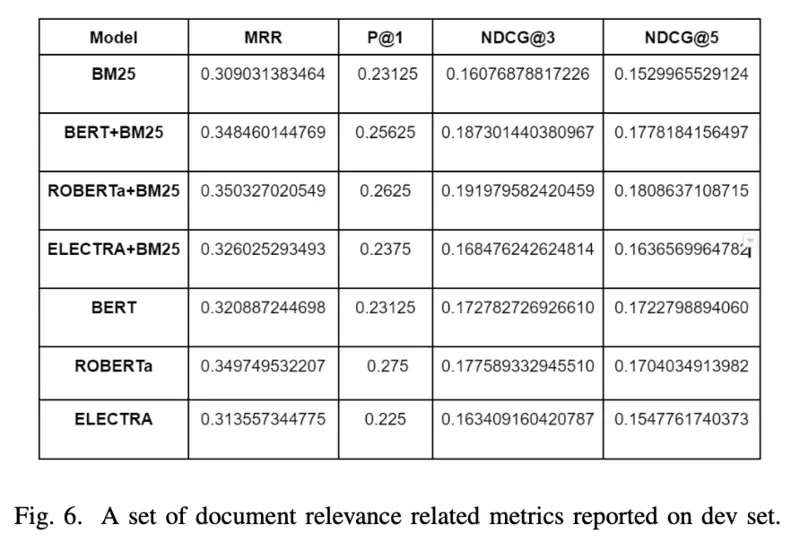 Model MRR P@1 NDCG@3 NDCG@5
BM25 0.309031383464 0.23125 0.16076878817226 0.1529965529124
BERT+BM25 0.348460144769 0.25625 0.187301440380967 0.1778184156497
ROBERTa+BM25 0.350327020549 0.2625 0.191979582420459 0.1808637108715
ELECTRA+BM25 0.326025293493 0.2375 0.168476242624814 0.1636569964782
BERT 0.320887244698 0.23125 0.172782726926610 0.1722798894060
ROBERTa 0.349749532207 0.275 0.177589332945510 0.1704034913982
ELECTRA 0.313557344775 0.225 0.163409160420787 0.1547761740373
Fig. 6. A set of document relevance related metrics reported on dev set.